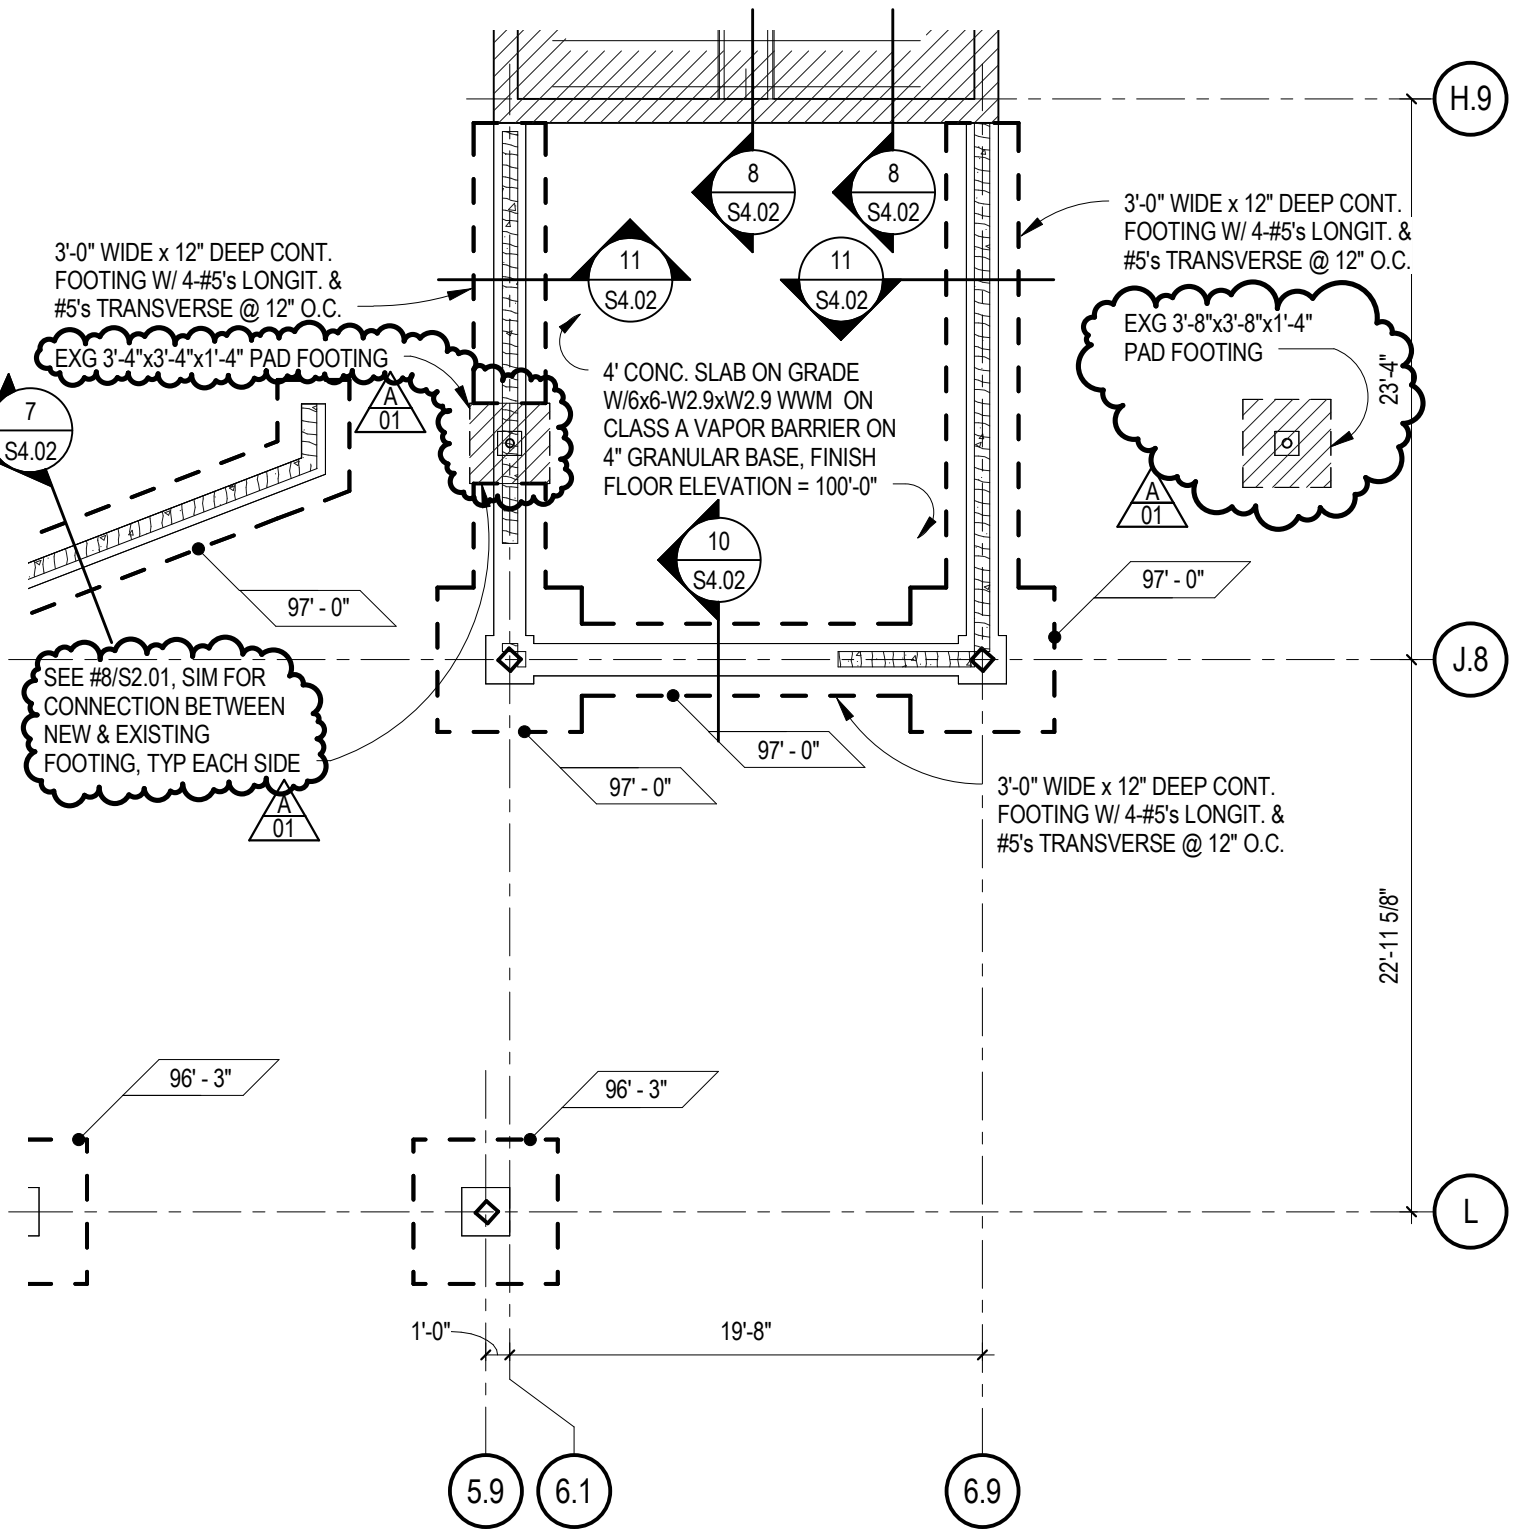 H.9
8
S4.02
8
S4.02
3'-0" WIDE x 12" DEEP CONT.
FOOTING W/ 4-#5's LONGIT. &
#5's TRANSVERSE @ 12" O.C.
3'-0" WIDE x 12" DEEP CONT.
FOOTING W/ 4-#5's LONGIT. &
#5's TRANSVERSE @ 12" O.C.
11
S4.02
11
S4.02
EXG 3'-4"x3'-4"x1'-4" PAD FOOTING
A
01
EXG 3'-8"x3'-8"x1'-4"
PAD FOOTING
23'-4"
A
01
7
S4.02
4' CONC. SLAB ON GRADE
W/6x6-W2.9xW2.9 WWM ON
CLASS A VAPOR BARRIER ON
4" GRANULAR BASE, FINISH
FLOOR ELEVATION = 100'-0"
10
S4.02
97' - 0"
97' - 0"
J.8
SEE #8/S2.01, SIM FOR
CONNECTION BETWEEN
NEW & EXISTING
FOOTING, TYP EACH SIDE
A
01
97' - 0"
97' - 0"
3'-0" WIDE x 12" DEEP CONT.
FOOTING W/ 4-#5's LONGIT. &
#5's TRANSVERSE @ 12" O.C.
22'-11 5/8"
96' - 3"
96' - 3"
L
1'-0"
19'-8"
5.9
6.1
6.9